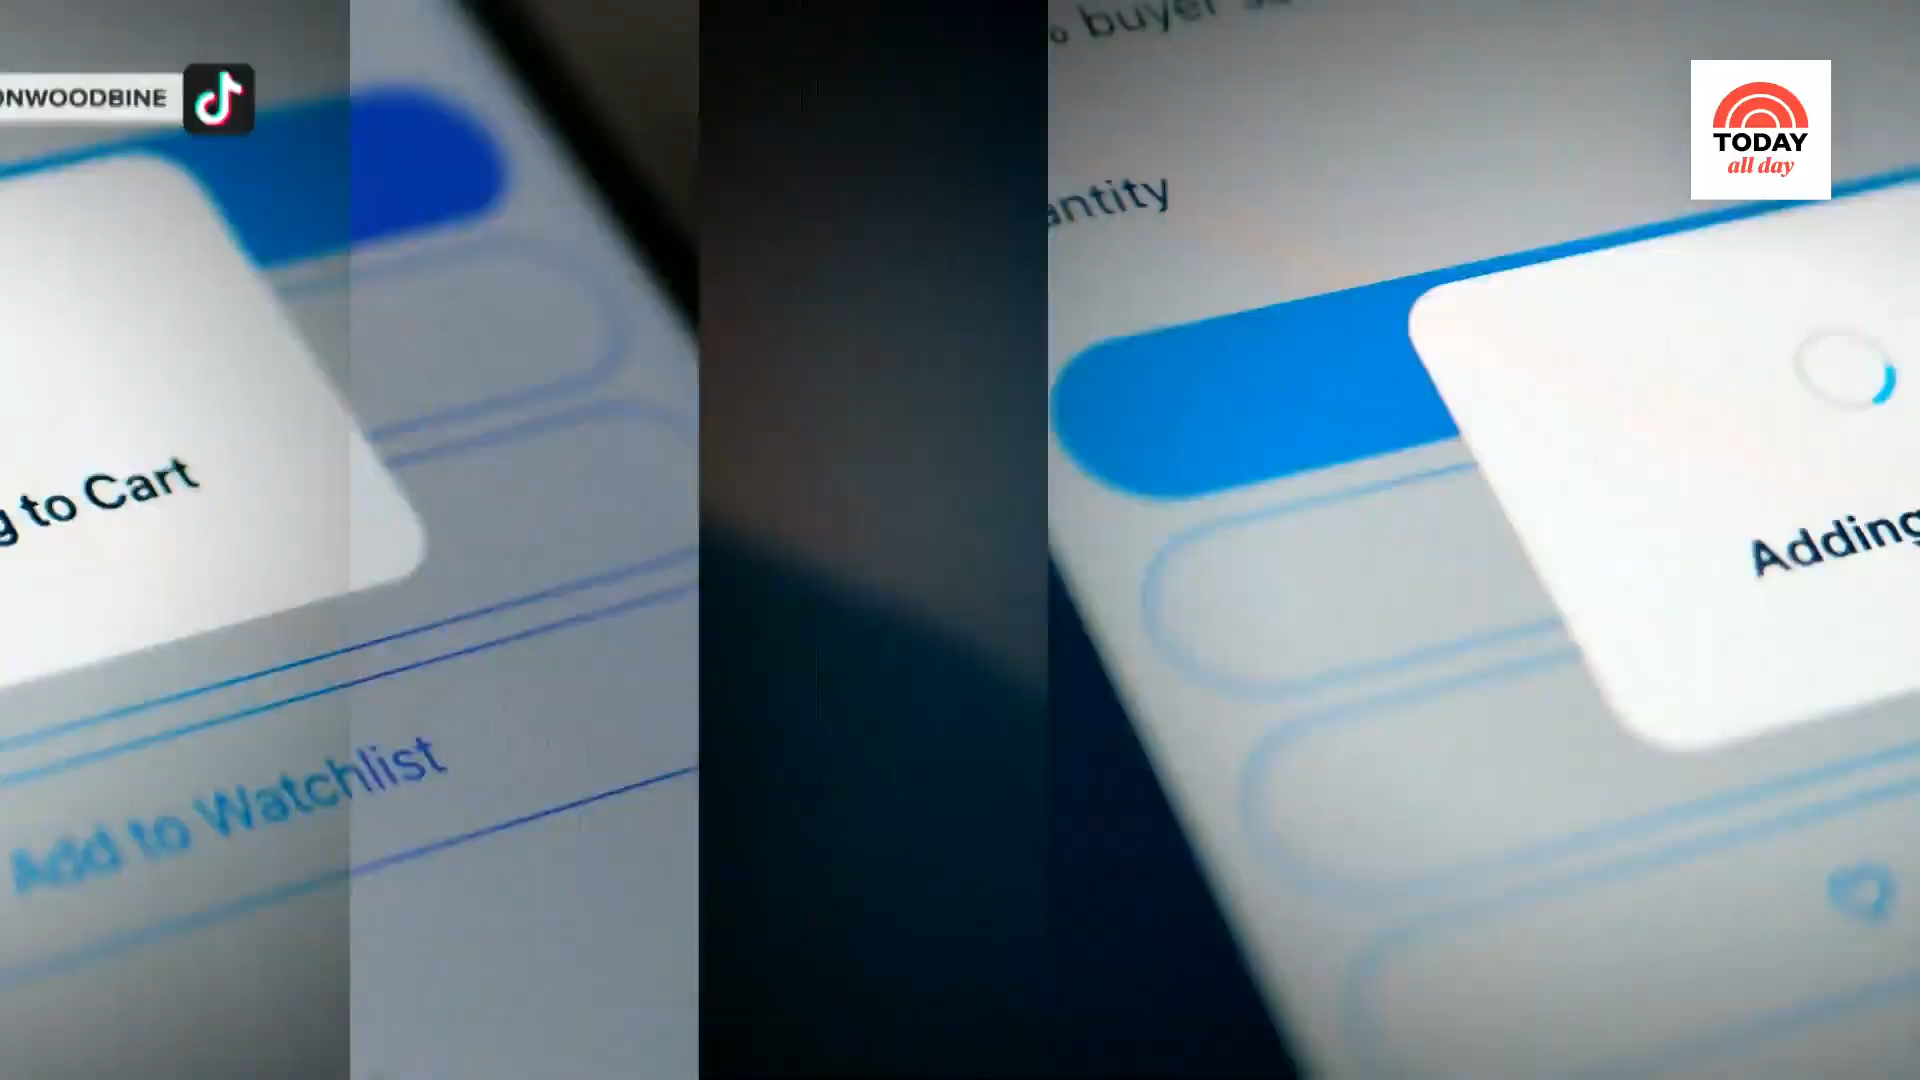 ONWOODBINE
g to Cart
Add to Watchlist
% buyer
antity
Adding
TODAY
all day